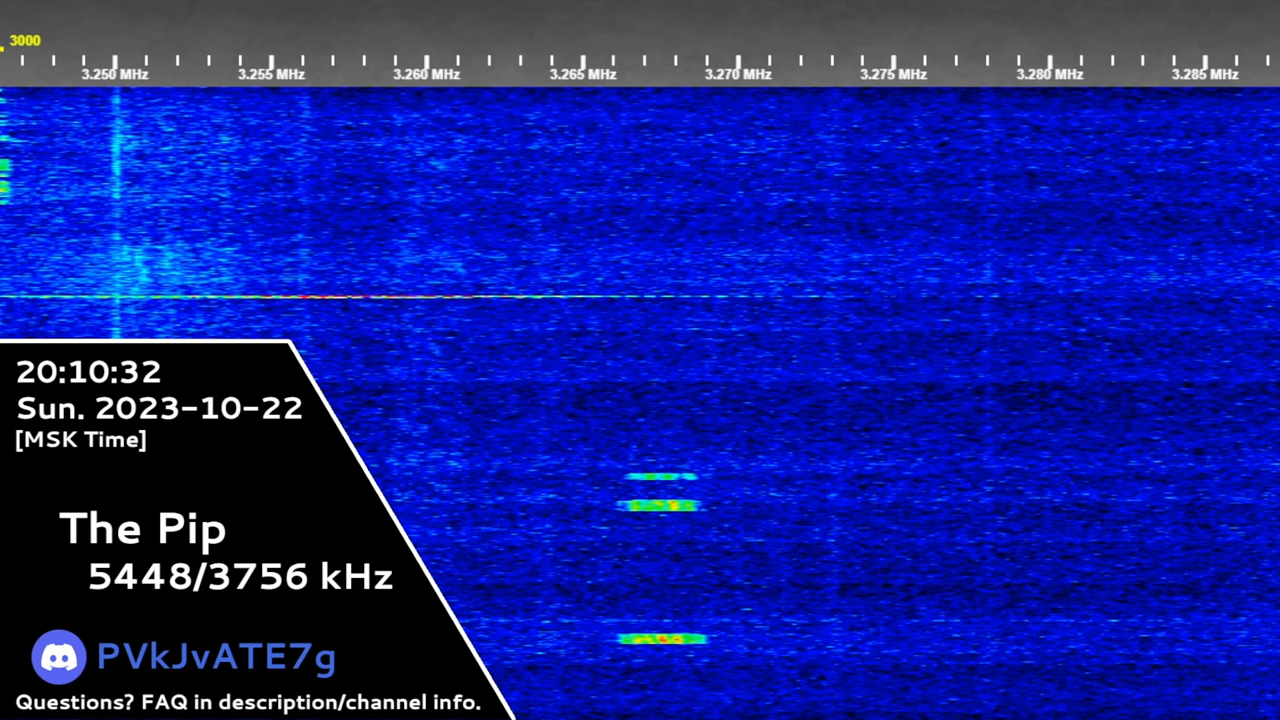 3000
3.250 MHz 3.255 MHz 3.260 MHz 3.265 MHz 3.270 MHz 3.275 MHz 3.280 MHz 3.285 MHz
20:10:32
Sun. 2023-10-22
[MSK Time]
The Pip
5448/3756 kHz
PVkJvATE7g
Questions? FAQ in description/channel info.